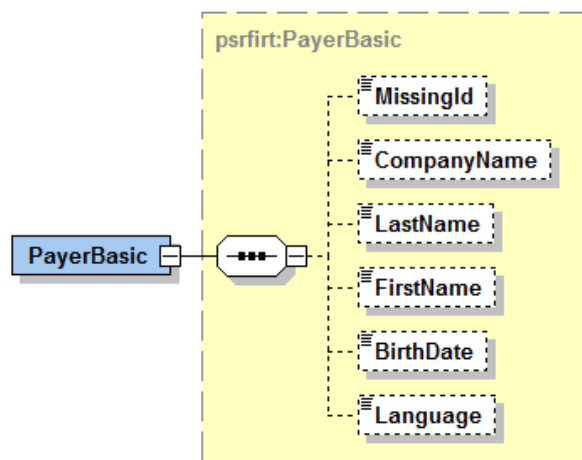 psrfirt:PayerBasic
MissingId
CompanyName
LastName
PayerBasic
FirstName
BirthDate
Language